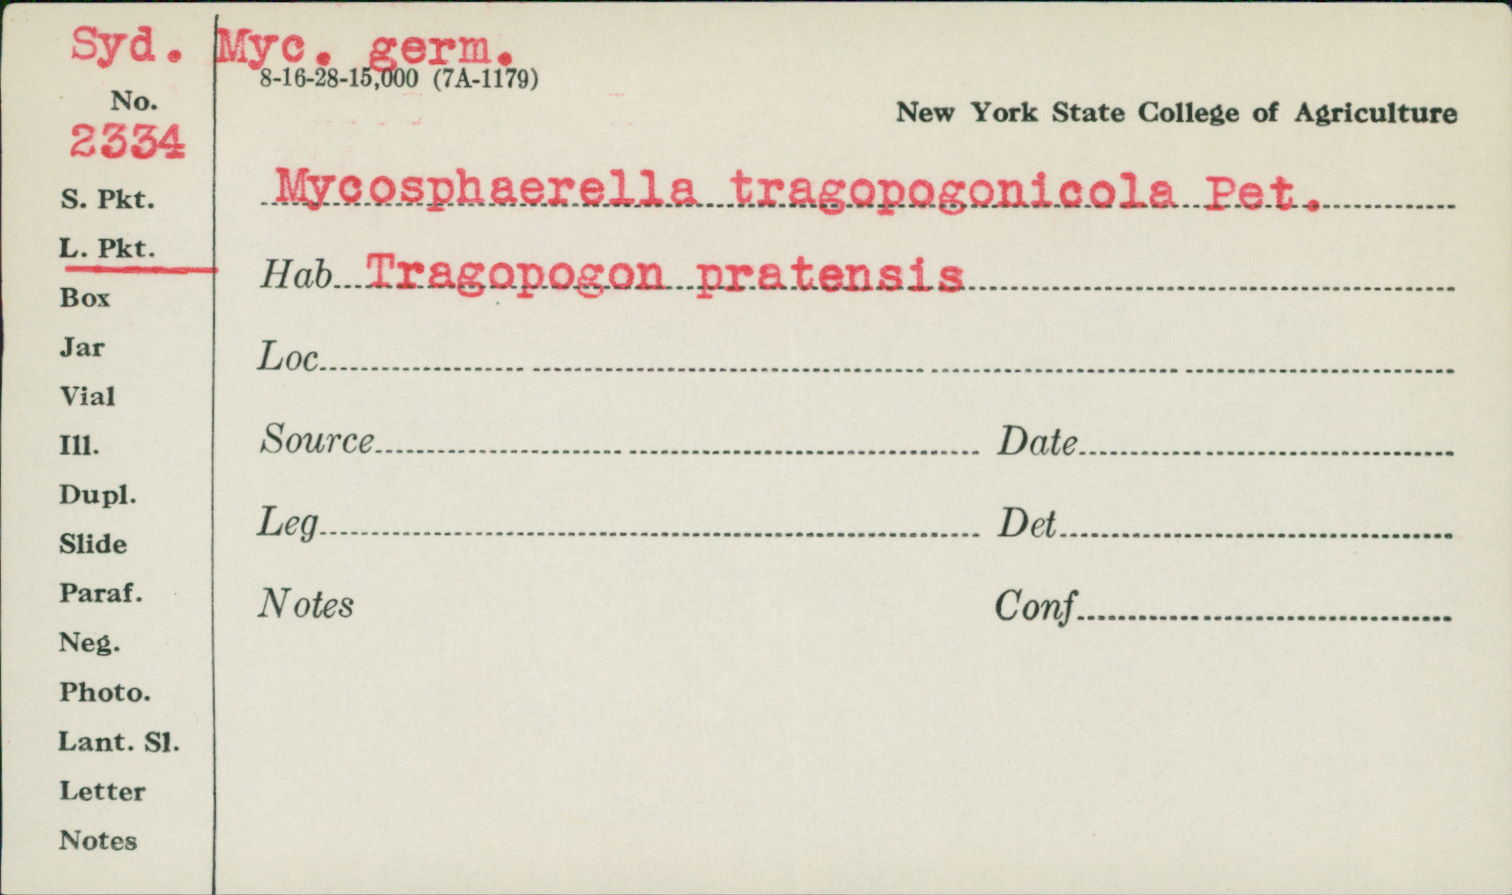 Syd. Myc. germ.
8-16-28-15,000 (7A-1179)
No.
2334
New York State College of Agriculture
S. Pkt.
Mycosphaerella tragopogonicola Pet.
L. Pkt.
Hab Tragopogon pratensis
Box
Jar
Loc
Vial
Ill.
Source Date
Dupl.
Slide
Leg Det
Paraf.
Notes Conf
Neg.
Photo.
Lant. Sl.
Letter
Notes